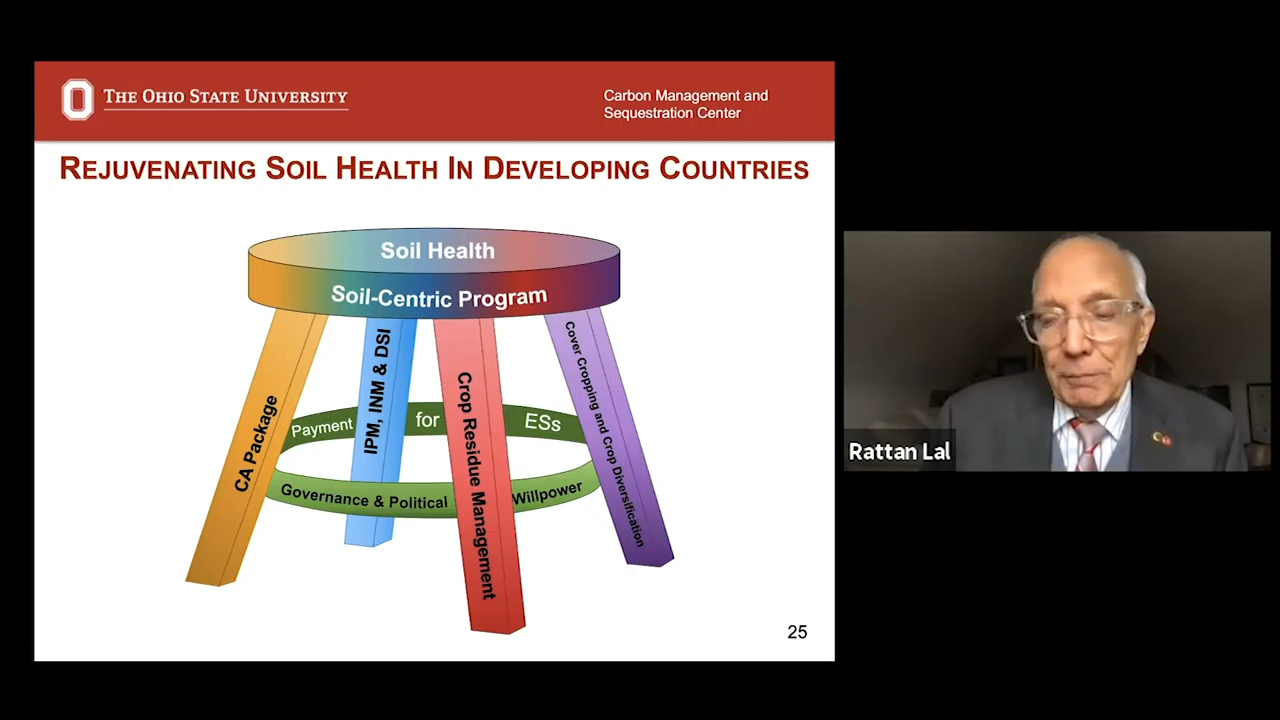 THE OHIO STATE UNIVERSITY
Carbon Management and
Sequestration Center
REJUVENATING SOIL HEALTH IN DEVELOPING COUNTRIES
Soil Health
Soil-Centric Program
CA Package
IPM, INM & DSI
Crop Residue Management
Cover Cropping and Crop Diversification
Payment for ESs
Governance & Political Willpower
25
Rattan Lal